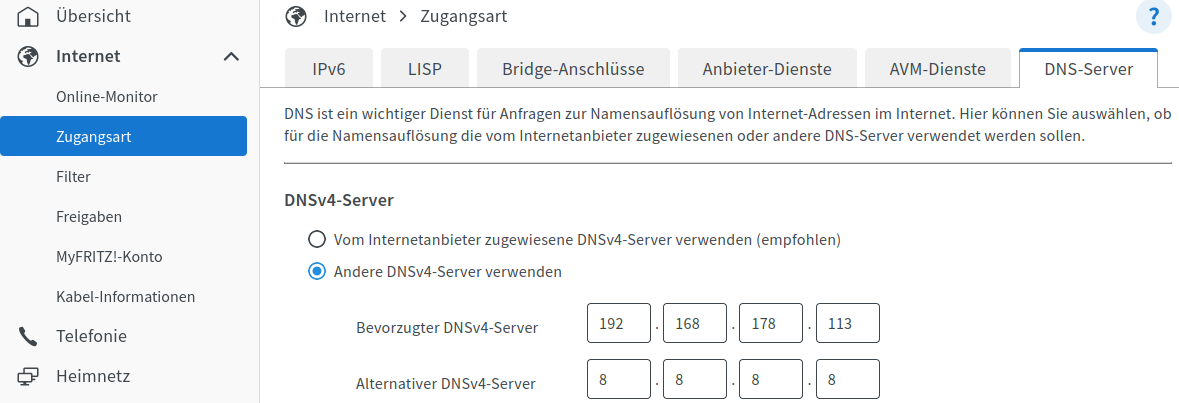 Übersicht
Internet
Online-Monitor
Zugangsart
Filter
Freigaben
MyFRITZ!-Konto
Kabel-Informationen
Telefonie
Heimnetz
Internet > Zugangsart
?
IPv6
LISP
Bridge-Anschlüsse
Anbieter-Dienste
AVM-Dienste
DNS-Server
DNS ist ein wichtiger Dienst für Anfragen zur Namensauflösung von Internet-Adressen im Internet. Hier können Sie auswählen, ob
für die Namensauflösung die vom Internetanbieter zugewiesenen oder andere DNS-Server verwendet werden sollen.
DNSv4-Server
Vom Internetanbieter zugewiesene DNSv4-Server verwenden (empfohlen)
Andere DNSv4-Server verwenden
Bevorzugter DNSv4-Server 192 . 168 . 178 . 113
Alternativer DNSv4-Server 8 . 8 . 8 . 8